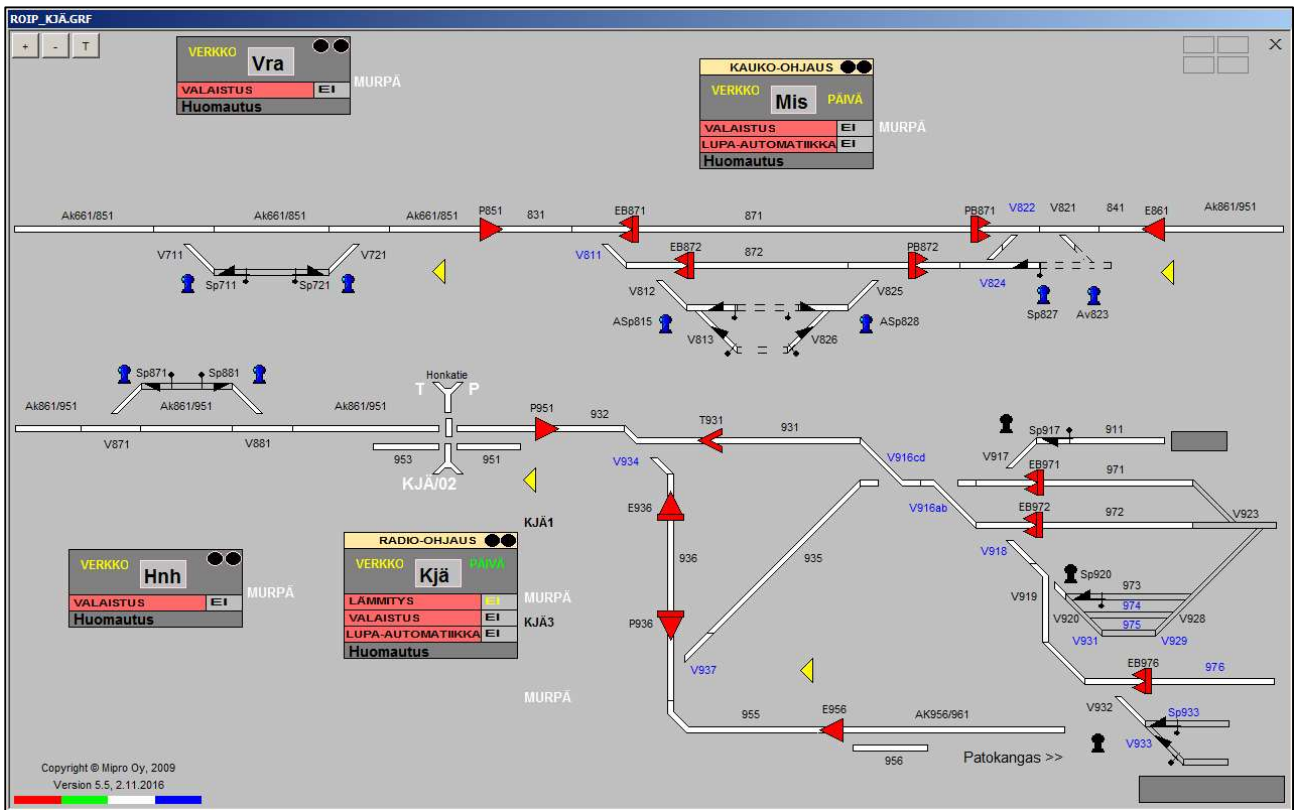 ROIP_KJÄ.GRF
+ - T
X
VERKKO Vra
VALAISTUS EI
Huomautus
MURPÄ
KAUKO-OHJAUS
VERKKO Mis PÄIVÄ
VALAISTUS EI
LUPA-AUTOMATIIKKA EI
Huomautus
MURPÄ
Ak661/851 Ak661/851 Ak661/851 P851 831 EB871 871 PB871 V822 V821 841 E861 Ak861/951
V711 V721 V811 EB872 872 PB872 V824
Sp711 Sp721 V812 V825 Sp827 Av823
ASp815 V813 V826 ASp828
Sp871 Sp881
Ak861/951 Ak861/951 Ak861/951
V871 V881
Honkatie
T P
953 951
KJÄ/02
P951 932 T931 931 V916cd Sp917 911
V917
V934 EB971 971
V916ab EB972 972 V923
E936 KJÄ1 V918
936 935 V919 Sp920 973
974
V920 975 V928
V931 V929
P936 V937
EB976 976
V932 Sp933
V933
955 E956 AK956/961
956 Patokangas >>
VERKKO Hnh
VALAISTUS EI
Huomautus
MURPÄ
RADIO-OHJAUS
VERKKO Kjä PÄIVÄ
LÄMMITYS EI
VALAISTUS EI
LUPA-AUTOMATIIKKA EI
Huomautus
MURPÄ
KJÄ3
MURPÄ
Copyright © Mipro Oy, 2009
Version 5.5, 2.11.2016